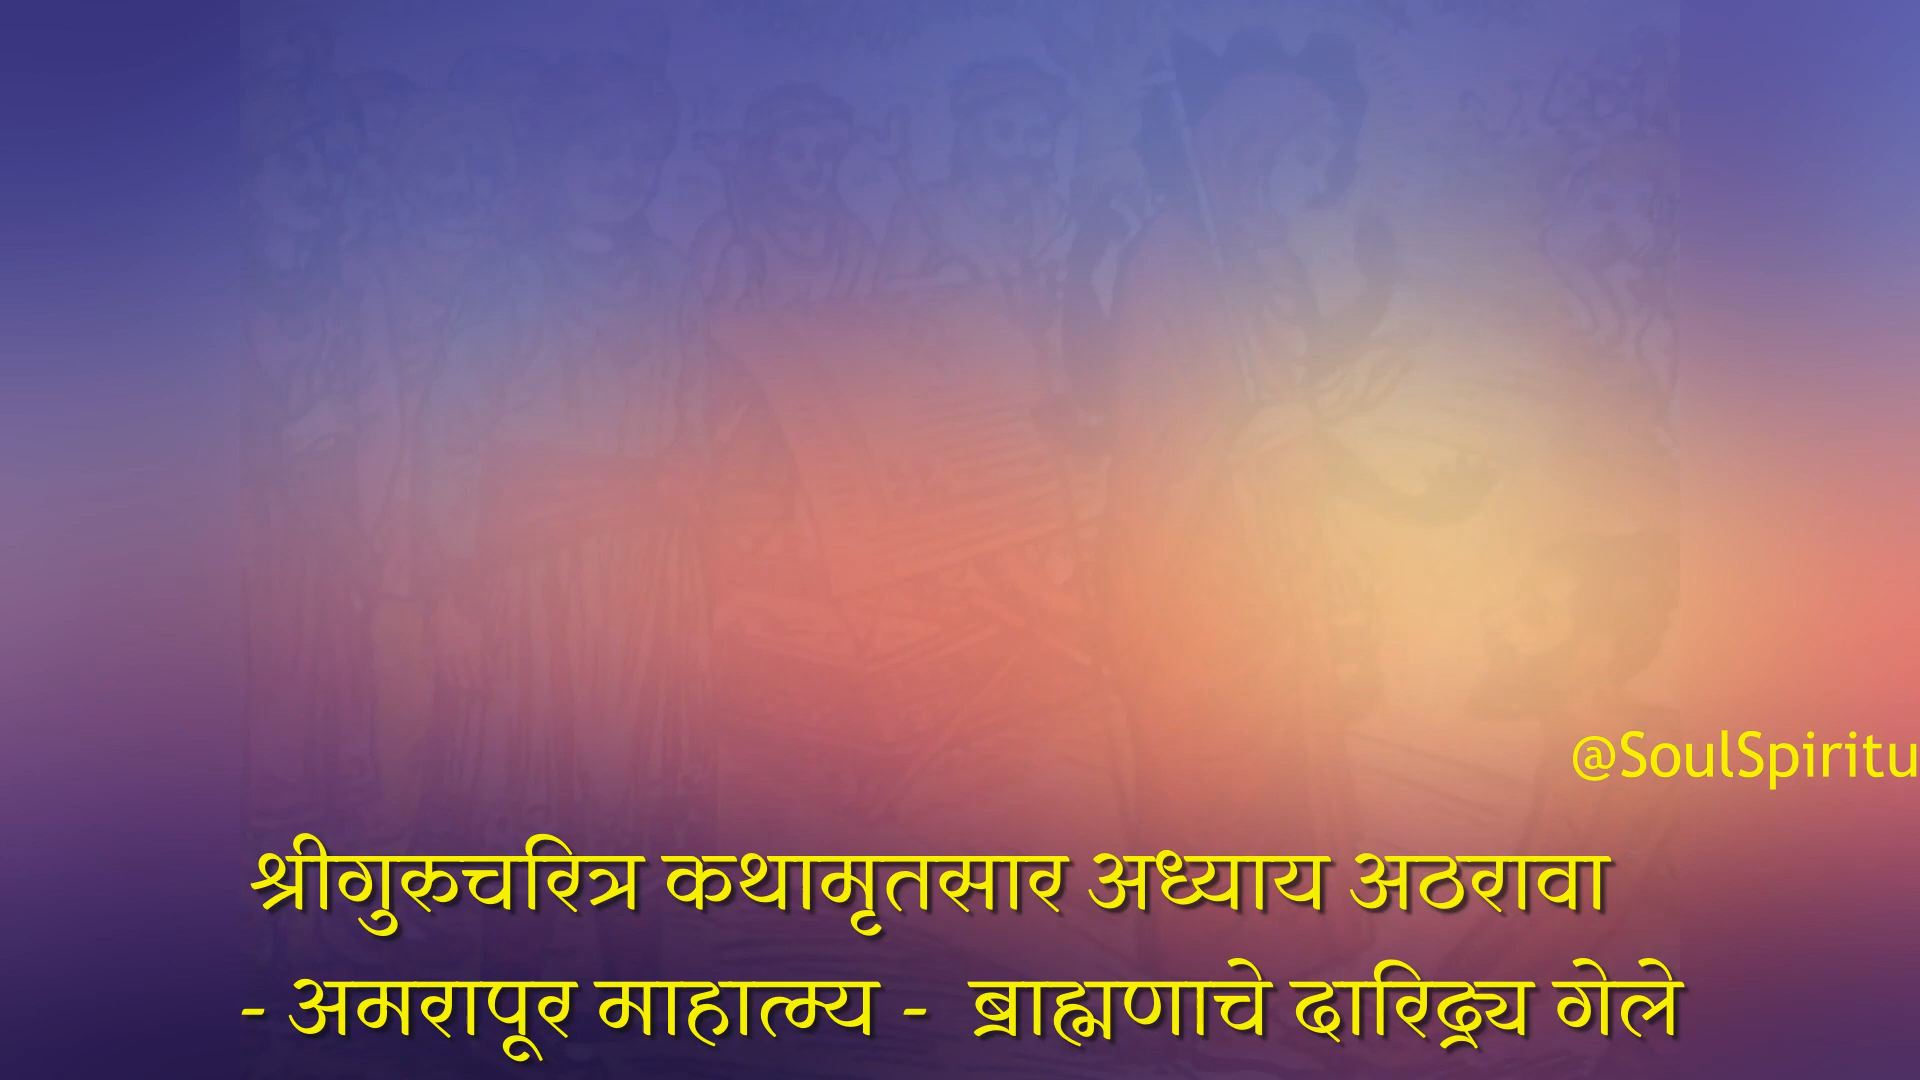 @SoulSpiritu
श्रीगुरुचरित्र कथामृतसार अध्याय अठरावा
- अमरापूर माहात्म्य - ब्राह्मणाचे दारिद्र्य गेले